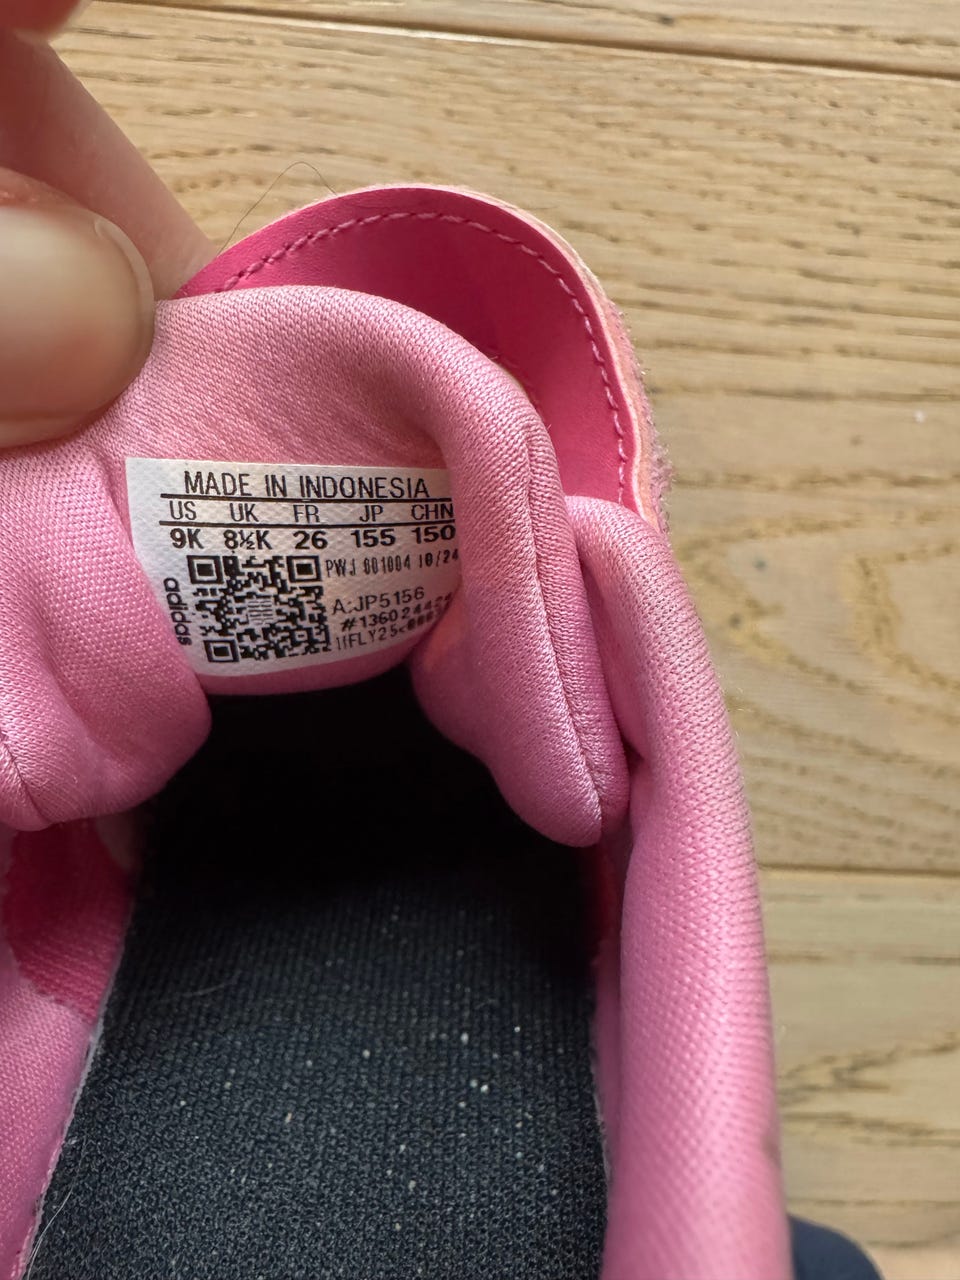 MADE IN INDONESIA
US UK FR JP CHN
9K 8½K 26 155 150
PWJ 001004 10/24
A:JP5156
adidas